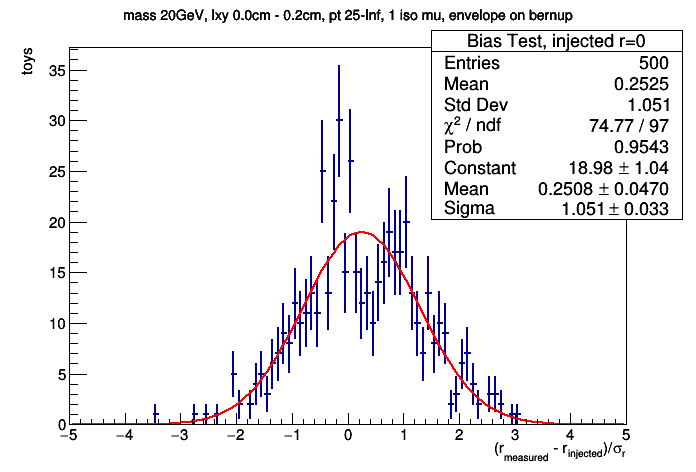 mass 20GeV, lxy 0.0cm - 0.2cm, pt 25-Inf, 1 iso mu, envelope on bernup
Bias Test, injected r=0
Entries 500
Mean 0.2525
Std Dev 1.051
χ² / ndf 74.77 / 97
Prob 0.9543
Constant 18.98 ± 1.04
Mean 0.2508 ± 0.0470
Sigma 1.051 ± 0.033
toys
35
30
25
20
15
10
5
0
−5 −4 −3 −2 −1 0 1 2 3 4 5
(r_measured - r_injected)/σ_r